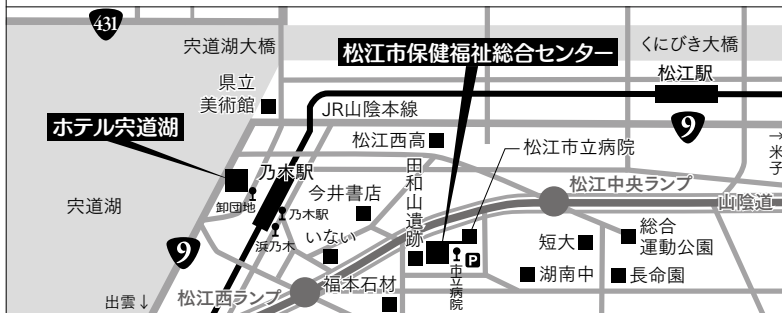 431
宍道湖大橋
松江市保健福祉総合センター
くにびき大橋
県立
美術館
松江駅
JR山陰本線
9
ホテル宍道湖
松江西高
松江市立病院
→米子
乃木駅
田和山遺跡
松江中央ランプ
宍道湖
卸団地
今井書店
山陰道
乃木駅
浜乃木
いない
総合
運動公園
短大
9
市立病院
P
湖南中
長命園
出雲↓
松江西ランプ
福本石材